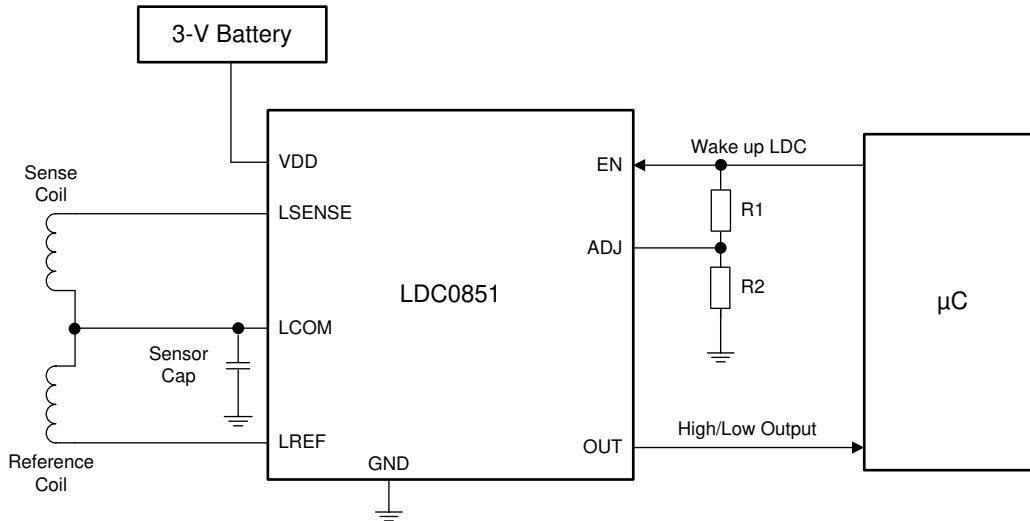 3-V Battery
Sense
Coil
VDD
LSENSE
LCOM
Sensor
Cap
LREF
Reference
Coil
GND
LDC0851
EN
ADJ
OUT
Wake up LDC
R1
R2
High/Low Output
µC